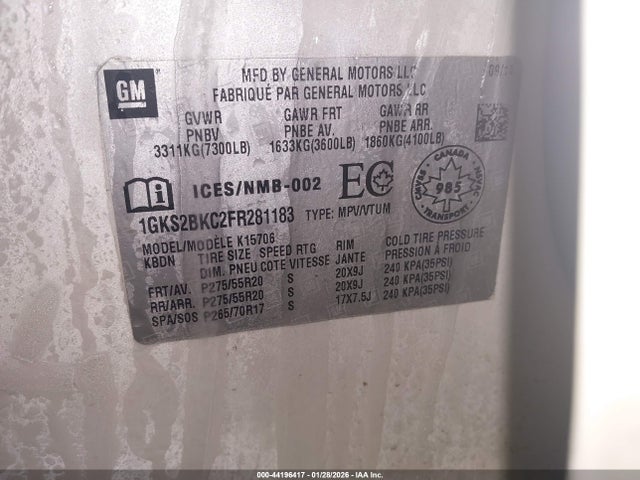 GM
MFD BY GENERAL MOTORS LLC
FABRIQUÉ PAR GENERAL MOTORS LLC
GVWR GAWR FRT GAWR RR
PNBV PNBE AV. PNBE ARR.
3311KG(7300LB) 1633KG(3600LB) 1860KG(4100LB)
ICES/NMB-002 EC
CANADA
985
TRANSPORT
1GKS2BKC2FR281183 TYPE: MPV/VTUM
MODEL/MODÈLE K15706
KBDN TIRE SIZE SPEED RTG RIM COLD TIRE PRESSURE
DIM. PNEU COTE VITESSE JANTE PRESSION À FROID
FRT/AV. P275/55R20 S 20X9J 240 KPA(35PSI)
RR/ARR. P275/55R20 S 20X9J 240 KPA(35PSI)
SPA/SOS P265/70R17 S 17X7.5J 240 KPA(35PSI)
000-44196417 | 01/28/2026 - IAA Inc.